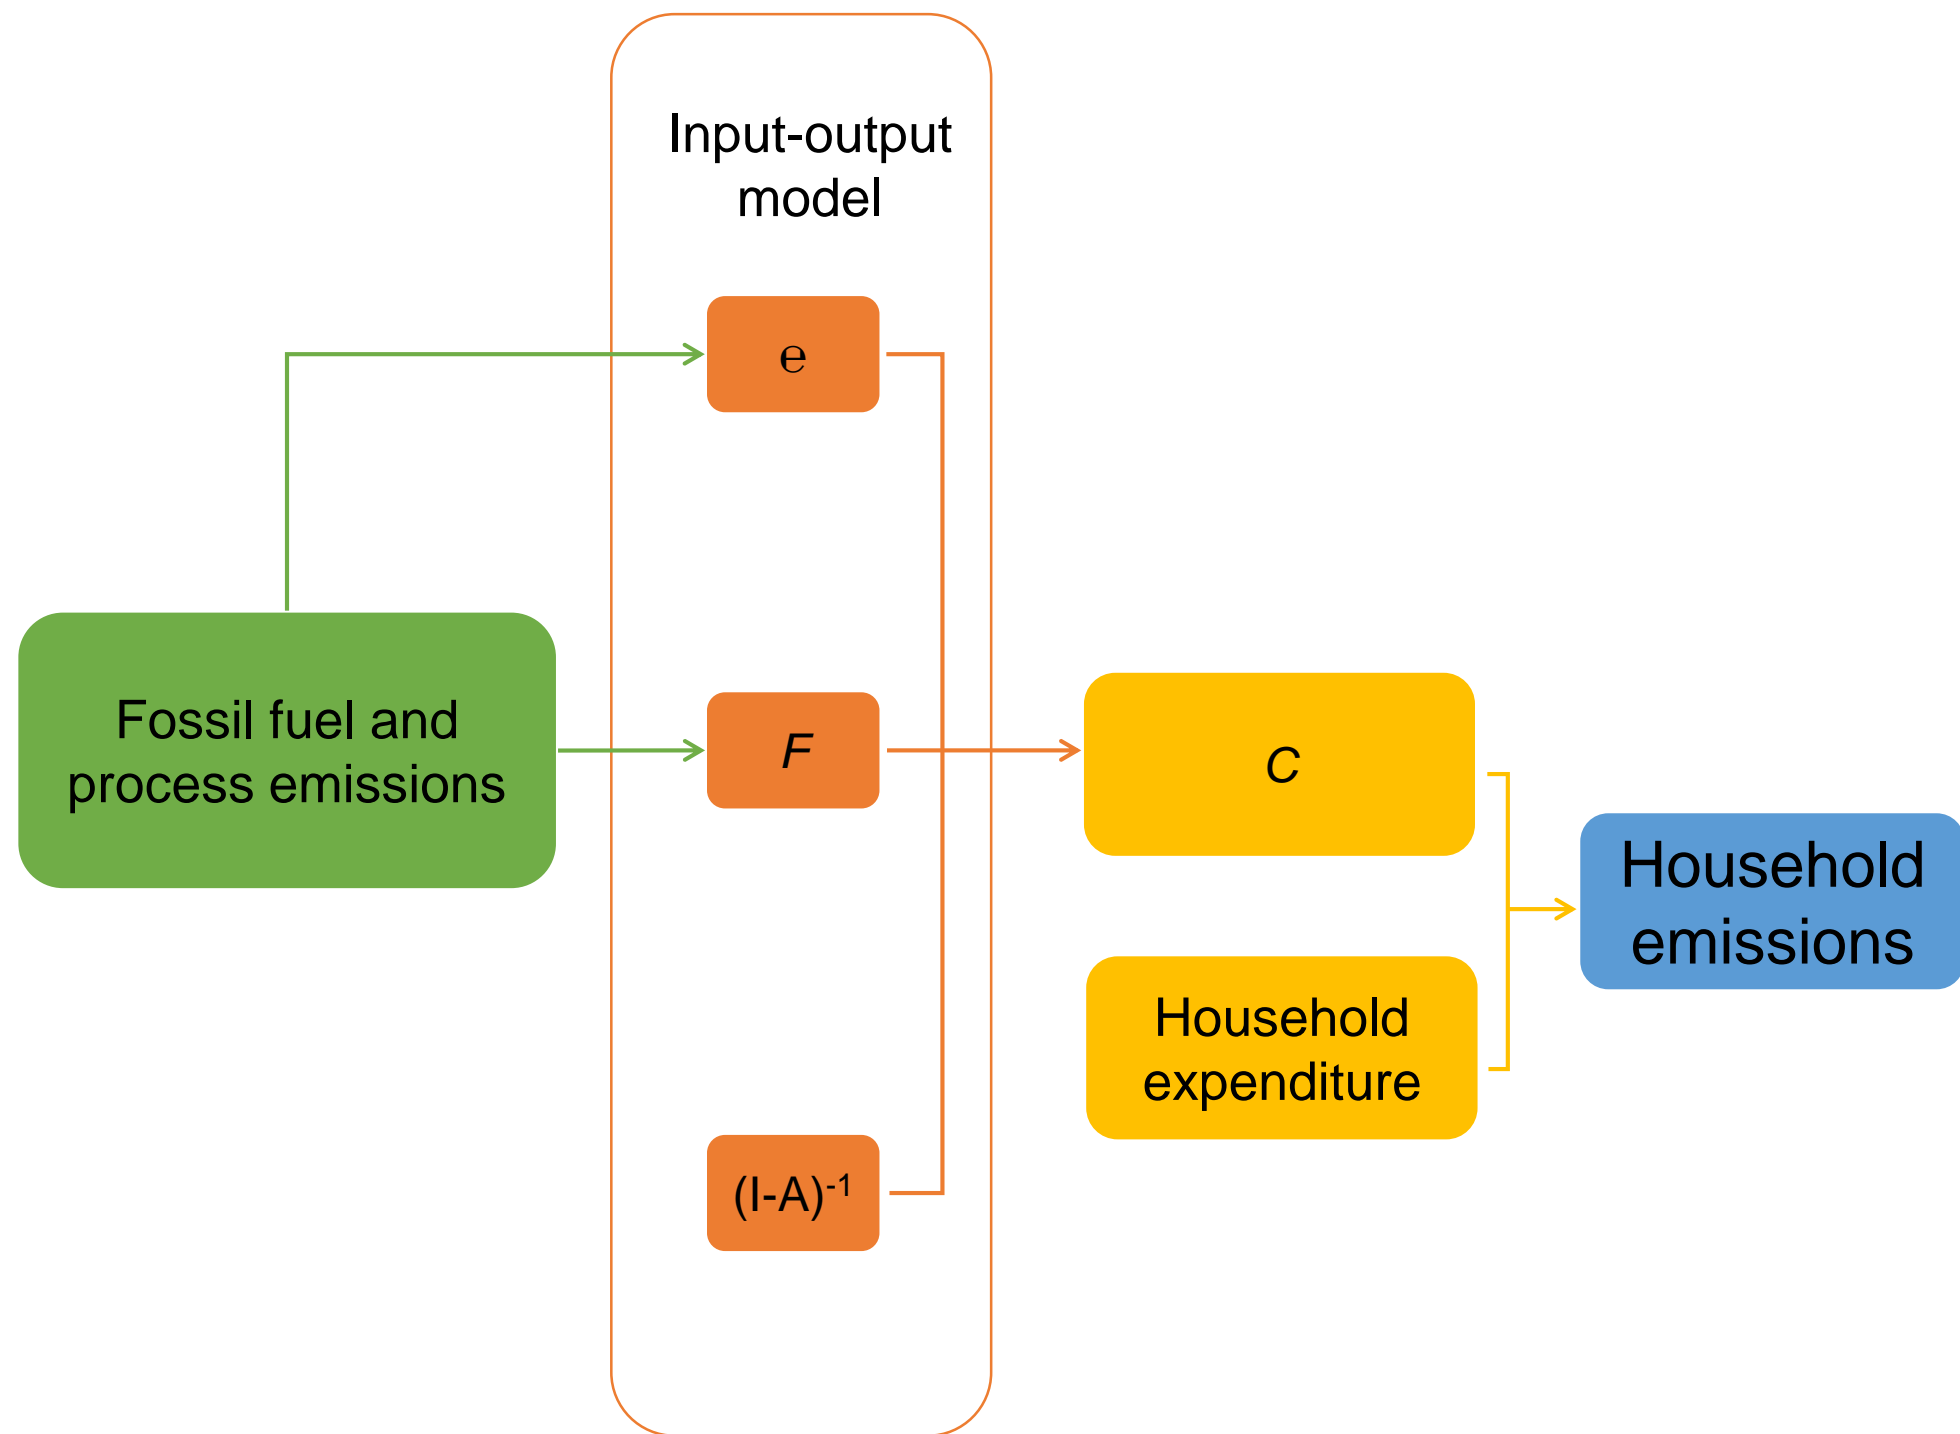 Input-output
model
e
Fossil fuel and
process emissions
F
C
Household
emissions
Household
expenditure
(I-A)⁻¹